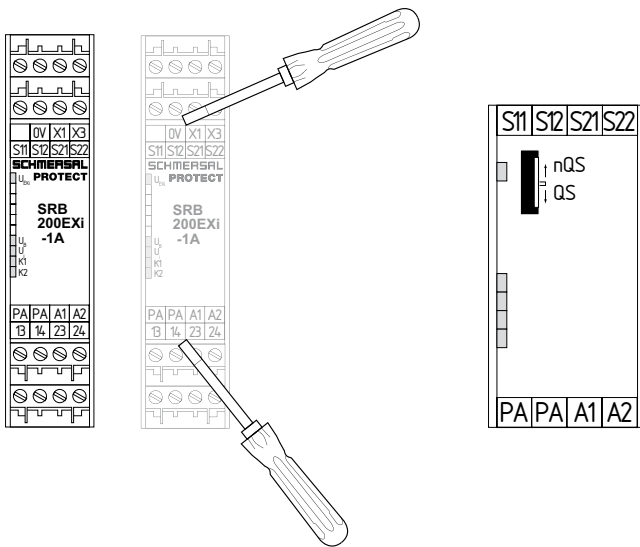 0V X1 X3
S11 S12 S21 S22
SCHMERSAL
PROTECT
SRB
200EXi
-1A
K1
K2
PA PA A1 A2
13 14 23 24
0V X1 X3
S11 S12 S21 S22
SCHMERSAL
PROTECT
SRB
200EXi
-1A
K1
K2
PA PA A1 A2
13 14 23 24
S11 S12 S21 S22
nQS
QS
PA PA A1 A2